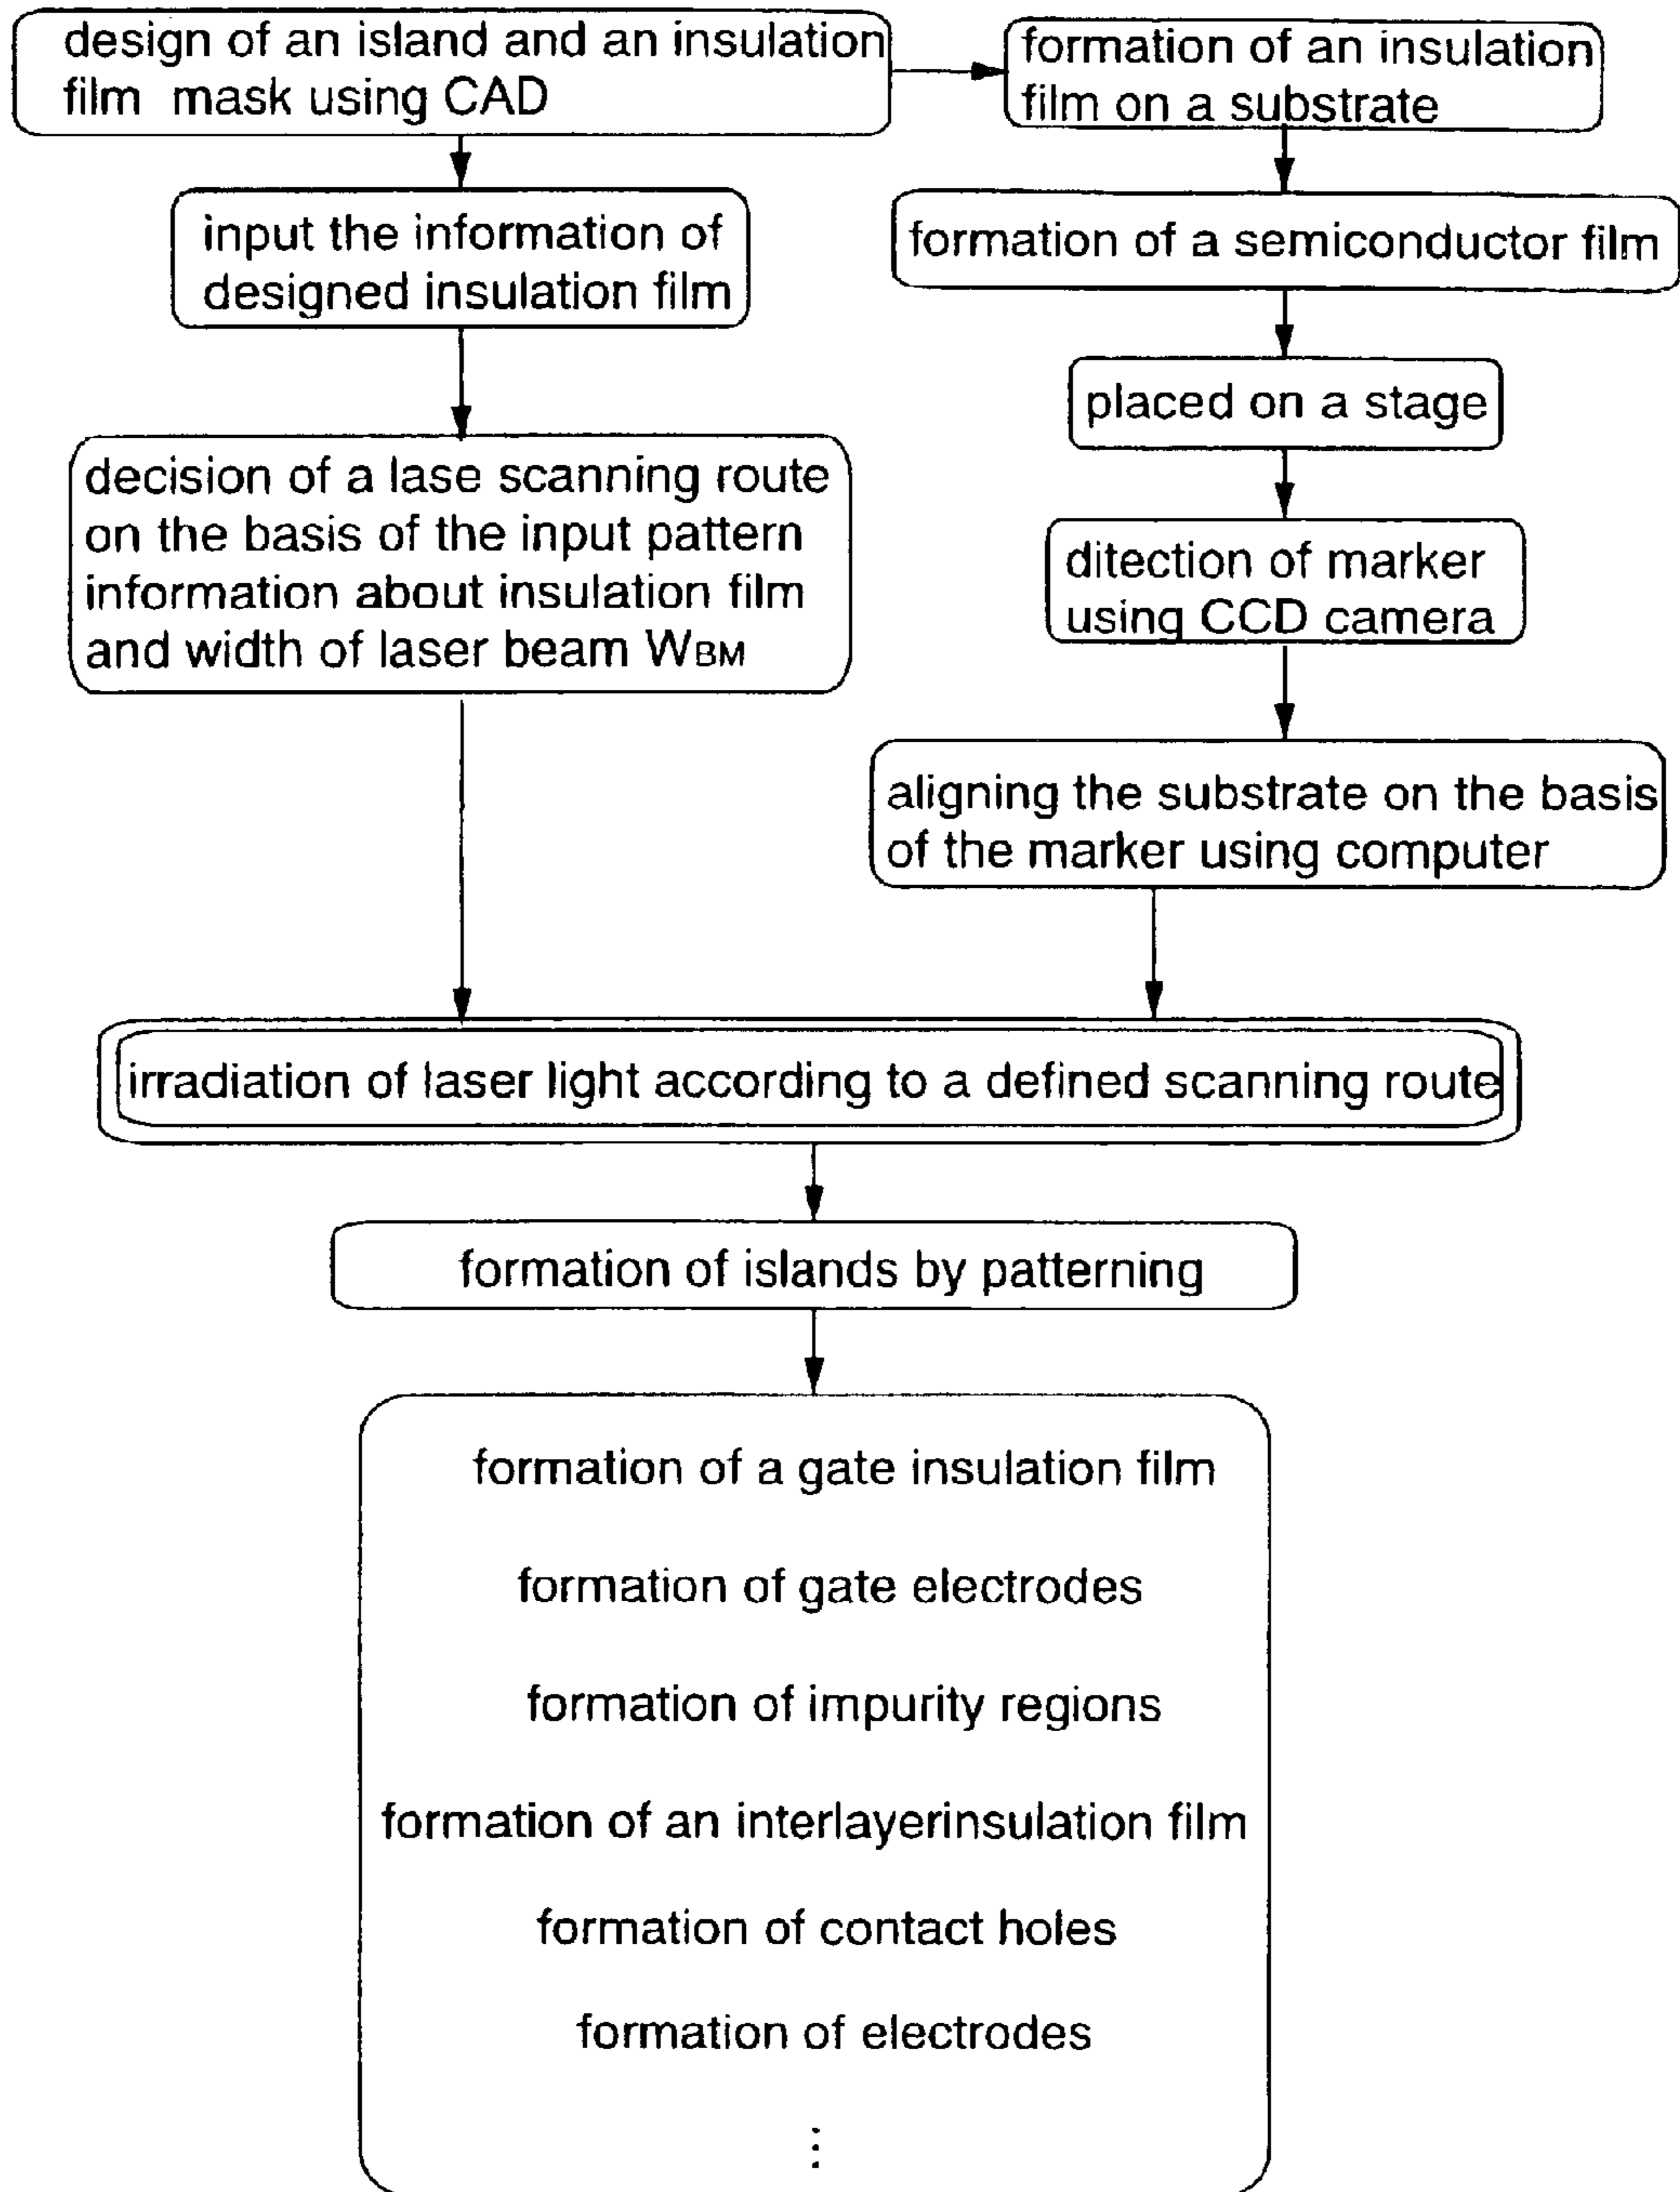 design of an island and an insulation
film mask using CAD
formation of an insulation
film on a substrate
input the information of
designed insulation film
formation of a semiconductor film
placed on a stage
decision of a lase scanning route
on the basis of the input pattern
information about insulation film
and width of laser beam WBM
ditection of marker
using CCD camera
aligning the substrate on the basis
of the marker using computer
irradiation of laser light according to a defined scanning route
formation of islands by patterning
formation of a gate insulation film
formation of gate electrodes
formation of impurity regions
formation of an interlayerinsulation film
formation of contact holes
formation of electrodes
⋮